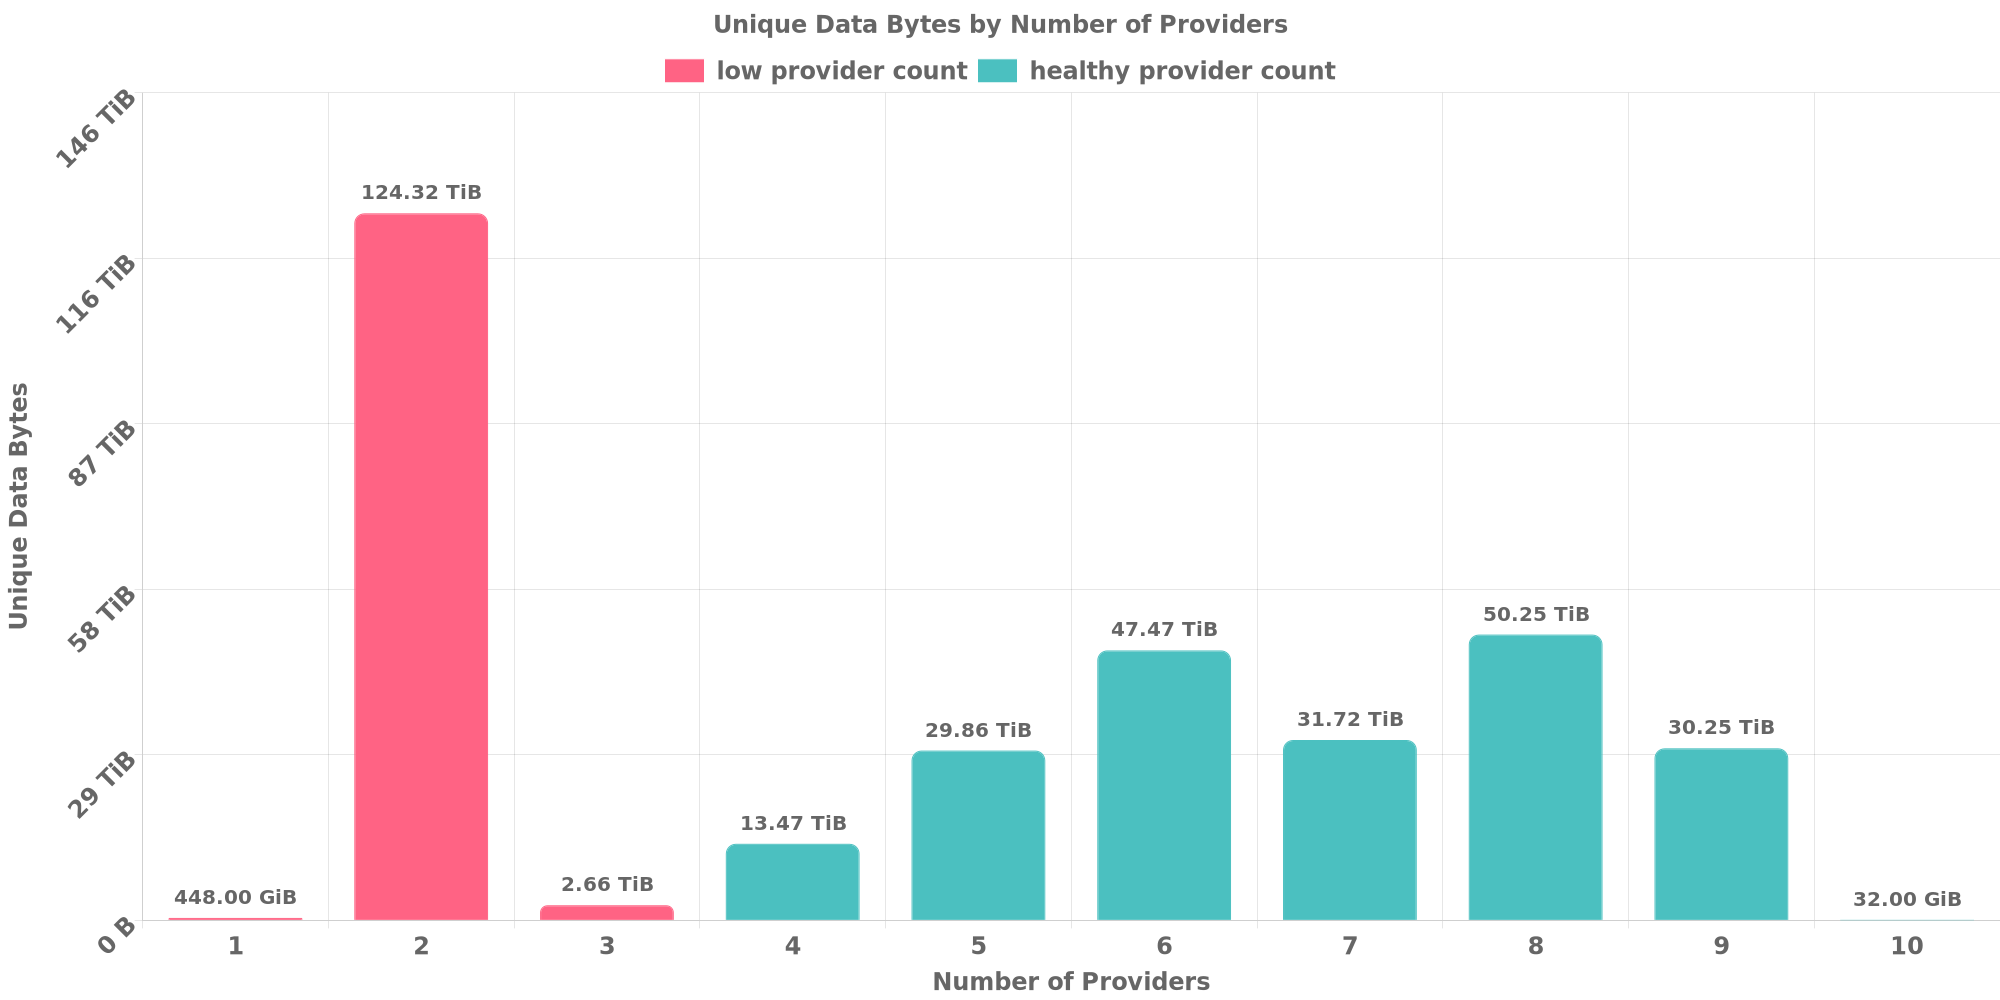 Unique Data Bytes by Number of Providers
low provider count healthy provider count
146 TiB
116 TiB
87 TiB
58 TiB
29 TiB
0 B
Unique Data Bytes
448.00 GiB
124.32 TiB
2.66 TiB
13.47 TiB
29.86 TiB
47.47 TiB
31.72 TiB
50.25 TiB
30.25 TiB
32.00 GiB
1 2 3 4 5 6 7 8 9 10
Number of Providers